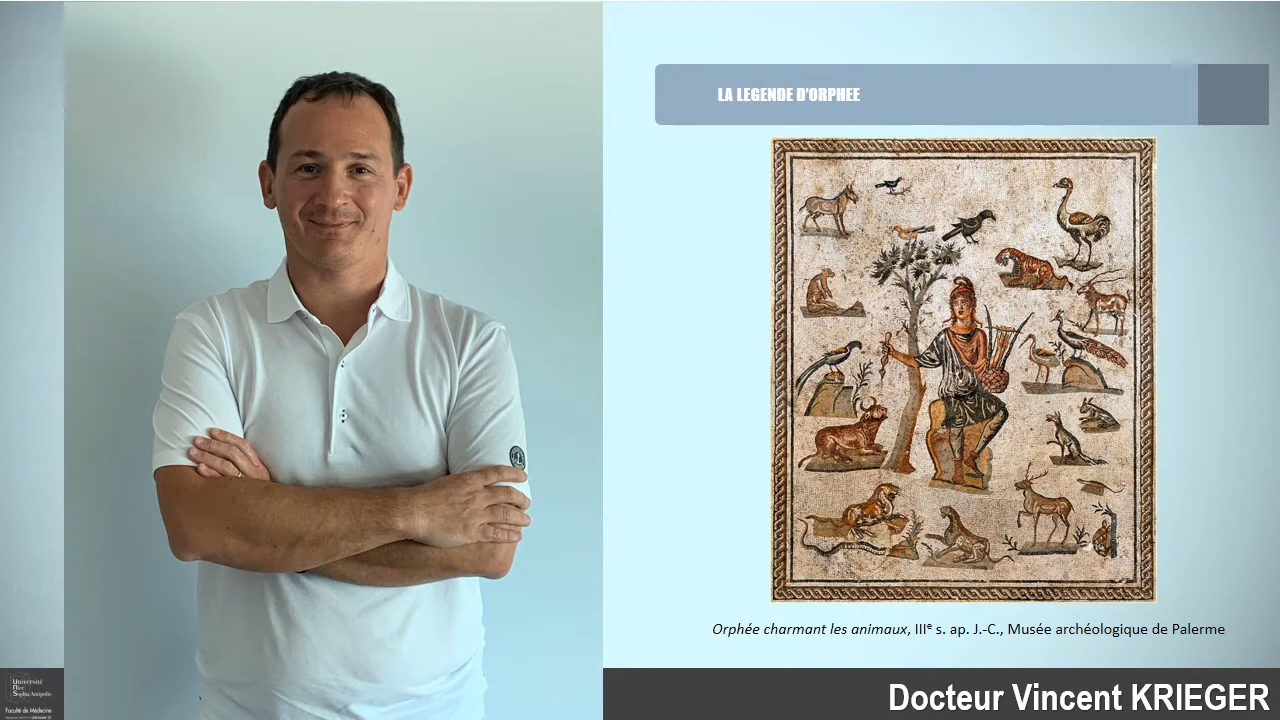 LA LEGENDE D'ORPHEE
Orphée charmant les animaux, IIIᵉ s. ap. J.-C., Musée archéologique de Palerme
Université
Nice
Sophia Antipolis
Faculté de Médecine
Docteur Vincent KRIEGER